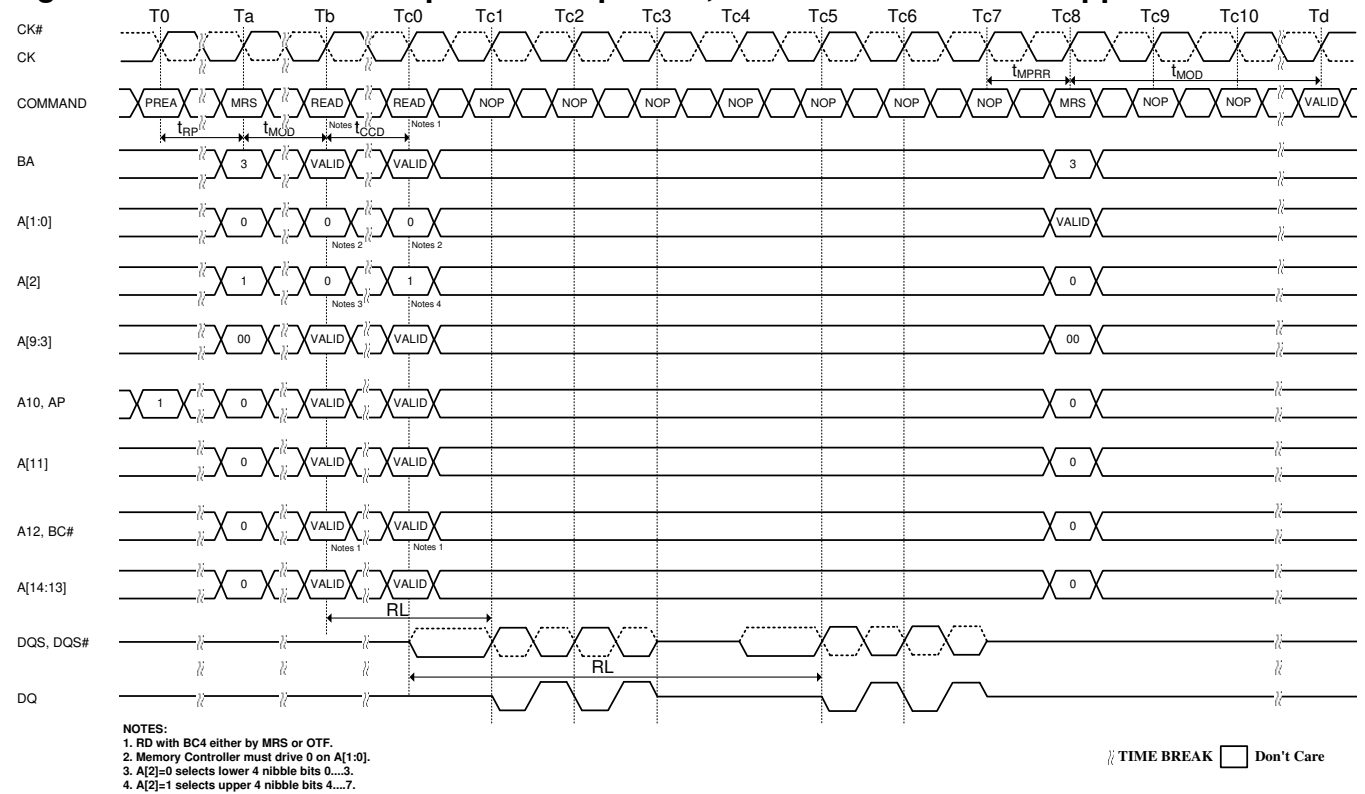 T0 Ta Tb Tc0 Tc1 Tc2 Tc3 Tc4 Tc5 Tc6 Tc7 Tc8 Tc9 Tc10 Td
CK#
CK
tMPRR tMOD
COMMAND PREA MRS READ READ NOP NOP NOP NOP NOP NOP NOP MRS NOP NOP VALID
Notes Notes 1
tRP tMOD tCCD
BA 3 VALID VALID 3
A[1:0] 0 0 0 VALID
Notes 2 Notes 2
A[2] 1 0 1 0
Notes 3 Notes 4
A[9:3] 00 VALID VALID 00
A10, AP 1 0 VALID VALID 0
A[11] 0 VALID VALID 0
A12, BC# 0 VALID VALID 0
Notes 1 Notes 1
A[14:13] 0 VALID VALID 0
RL
DQS, DQS#
RL
DQ
NOTES:
1. RD with BC4 either by MRS or OTF.
2. Memory Controller must drive 0 on A[1:0].
3. A[2]=0 selects lower 4 nibble bits 0....3.
4. A[2]=1 selects upper 4 nibble bits 4....7.
TIME BREAK Don't Care